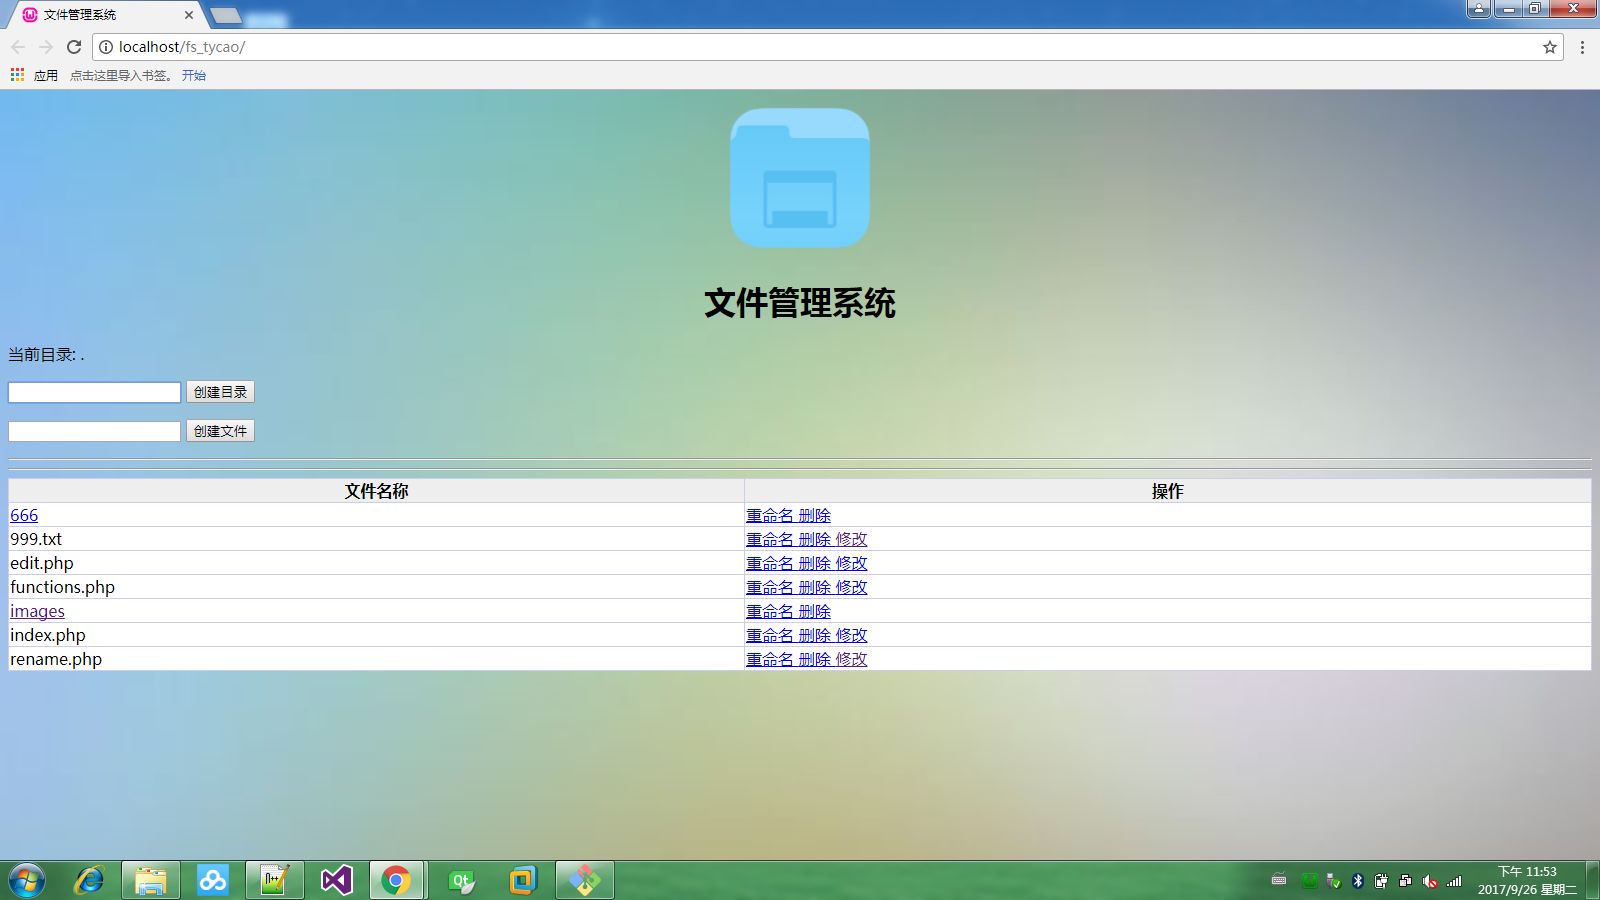 文件管理系统
localhost/fs_tycao/
应用 点击这里导入书签。 开始
文件管理系统
当前目录: .
创建目录
创建文件
文件名称 操作
666 重命名 删除
999.txt 重命名 删除 修改
edit.php 重命名 删除 修改
functions.php 重命名 删除 修改
images 重命名 删除
index.php 重命名 删除 修改
rename.php 重命名 删除 修改
下午 11:53
2017/9/26 星期二